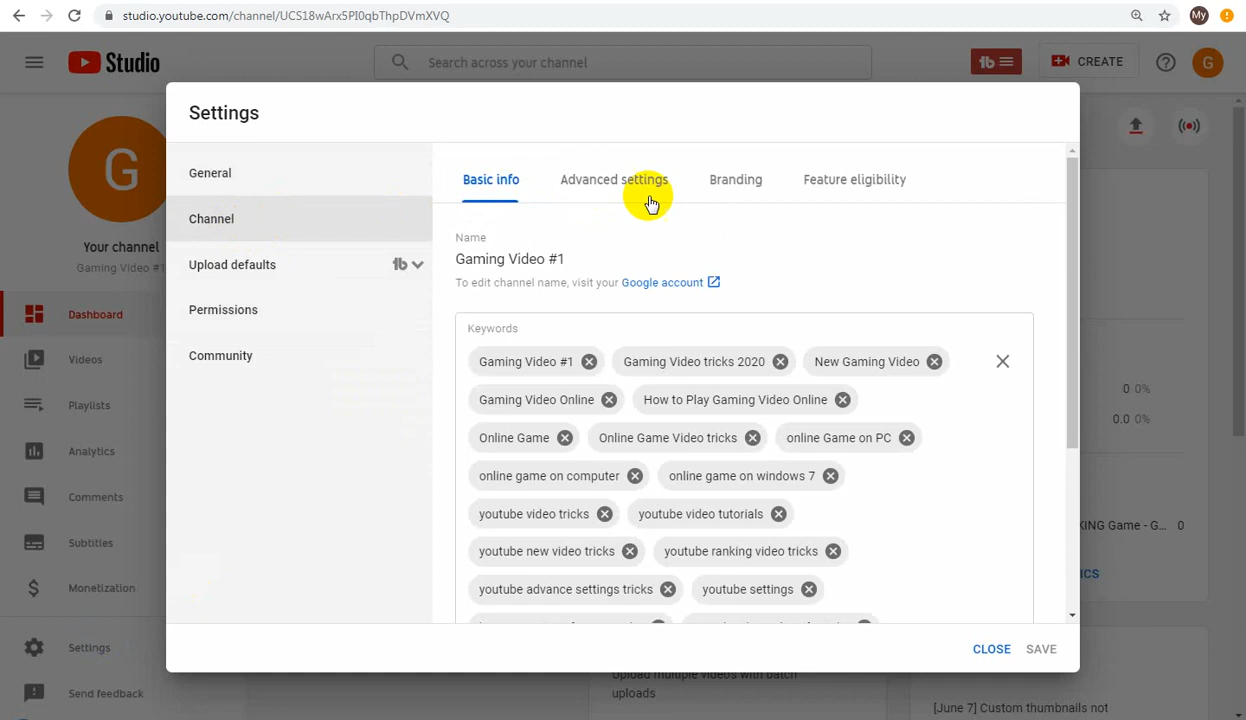 studio.youtube.com/channel/UCS18wArx5PI0qbThpDVmXVQ
My
Studio
Search across your channel
CREATE
G
Settings
G
Your channel
Gaming Video #1
Dashboard
Videos
Playlists
Analytics
Comments
Subtitles
Monetization
Settings
Send feedback
General
Channel
Upload defaults
Permissions
Community
Basic info
Advanced settings
Branding
Feature eligibility
Name
Gaming Video #1
To edit channel name, visit your Google account
Keywords
Gaming Video #1
Gaming Video tricks 2020
New Gaming Video
Gaming Video Online
How to Play Gaming Video Online
Online Game
Online Game Video tricks
online Game on PC
online game on computer
online game on windows 7
youtube video tricks
youtube video tutorials
youtube new video tricks
youtube ranking video tricks
youtube advance settings tricks
youtube settings
CLOSE
SAVE
0 0%
0.0 0%
KING Game - G... 0
ICS
Upload multiple videos with batch
uploads
[June 7] Custom thumbnails not